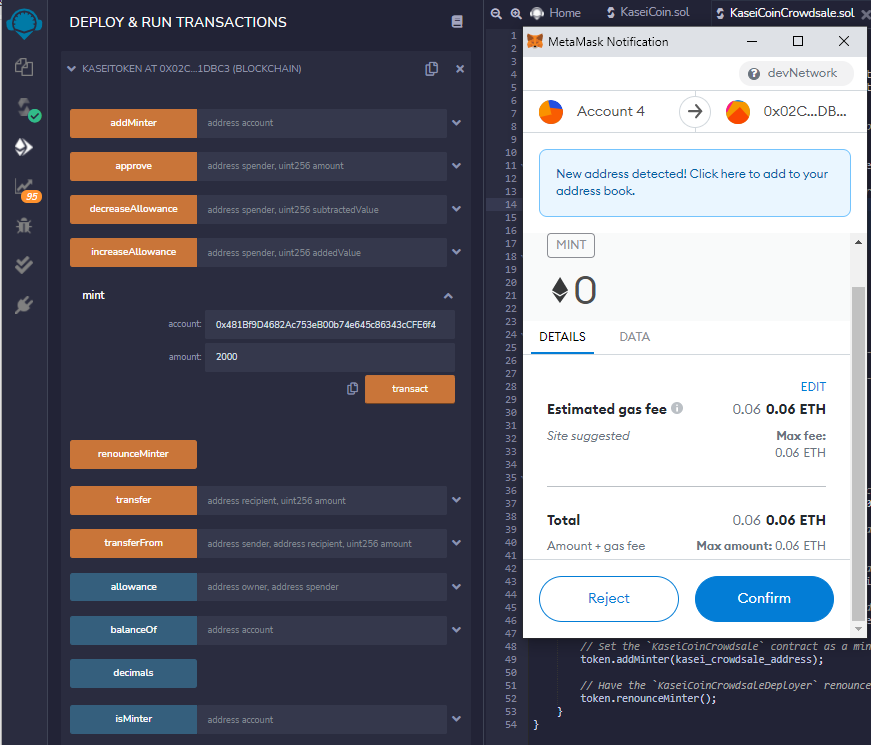 DEPLOY & RUN TRANSACTIONS
KASEITOKEN AT 0X02C...1DBC3 (BLOCKCHAIN)
addMinter address account
approve address spender, uint256 amount
decreaseAllowance address spender, uint256 subtractedValue
95
increaseAllowance address spender, uint256 addedValue
mint
account: 0x481Bf9D4682Ac753eB00b74e645c86343cCFE6f4
amount: 2000
transact
renounceMinter
transfer address recipient, uint256 amount
transferFrom address sender, address recipient, uint256 amount
allowance address owner, address spender
balanceOf address account
decimals
isMinter address account
Home KaseiCoin.sol KaseiCoinCrowdsale.sol
MetaMask Notification
devNetwork
Account 4 0x02C...DB...
New address detected! Click here to add to your
address book.
MINT
0
DETAILS DATA
EDIT
Estimated gas fee 0.06 0.06 ETH
Site suggested Max fee:
0.06 ETH
Total 0.06 0.06 ETH
Amount + gas fee Max amount: 0.06 ETH
Reject Confirm
1
2
3
4
5
6
7
8
9
10
11
12
13
14
15
16
17
18
19
20
21
22
23
24
25
26
27
28
29
30
31
32
33
34
35
36
37
38
39
40
41
42
43
44
45
46
47
48 // Set the `KaseiCoinCrowdsale` contract as a min
49 token.addMinter(kasei_crowdsale_address);
50
51 // Have the `KaseiCoinCrowdsaleDeployer` renounce
52 token.renounceMinter();
53 }
54 }